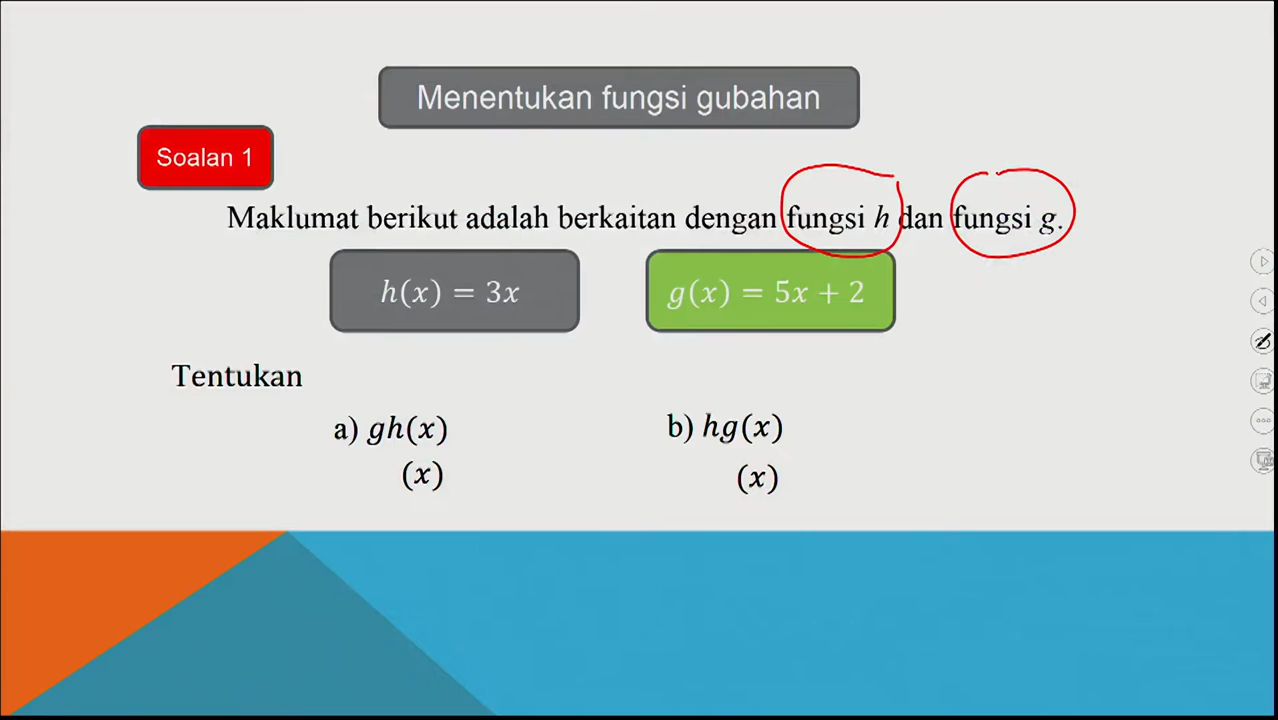 Menentukan fungsi gubahan
Soalan 1
Maklumat berikut adalah berkaitan dengan fungsi h dan fungsi g.
h(x) = 3x
g(x) = 5x + 2
Tentukan
a) gh(x)
b) hg(x)
(x)
(x)